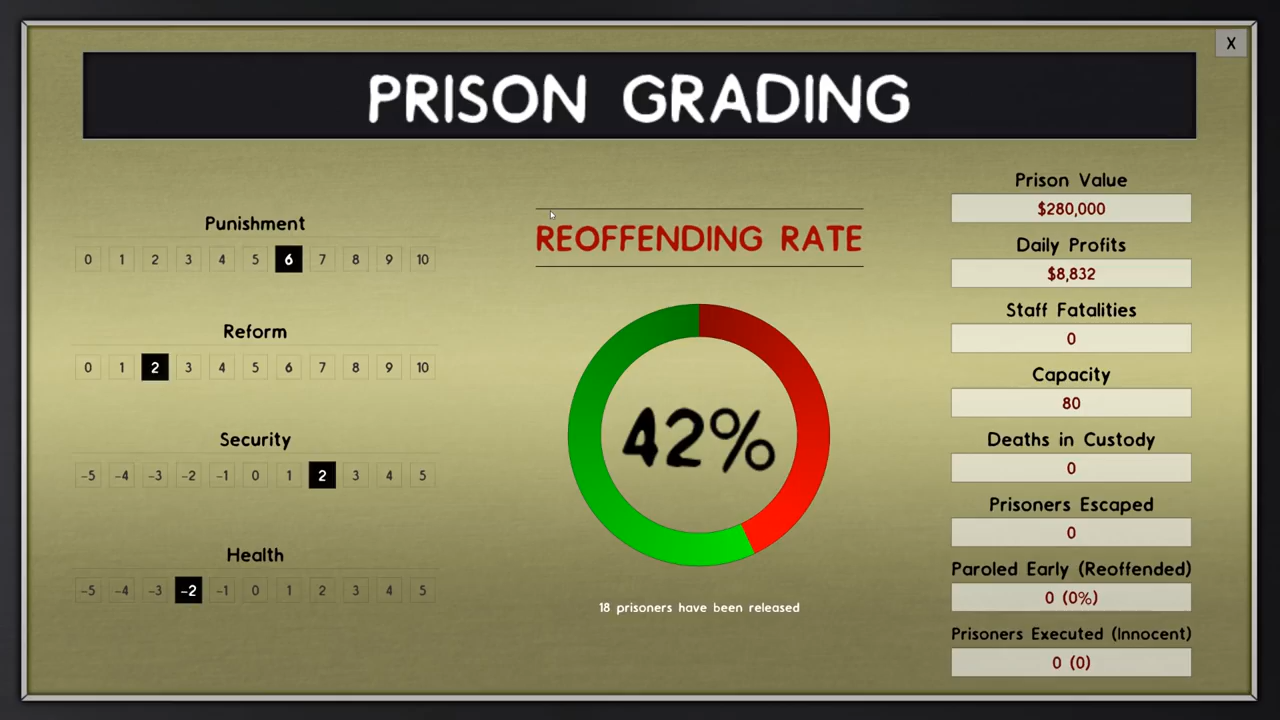 X
PRISON GRADING
Punishment
0 1 2 3 4 5 6 7 8 9 10
Reform
0 1 2 3 4 5 6 7 8 9 10
Security
-5 -4 -3 -2 -1 0 1 2 3 4 5
Health
-5 -4 -3 -2 -1 0 1 2 3 4 5
REOFFENDING RATE
42%
18 prisoners have been released
Prison Value
$280,000
Daily Profits
$8,832
Staff Fatalities
0
Capacity
80
Deaths in Custody
0
Prisoners Escaped
0
Paroled Early (Reoffended)
0 (0%)
Prisoners Executed (Innocent)
0 (0)